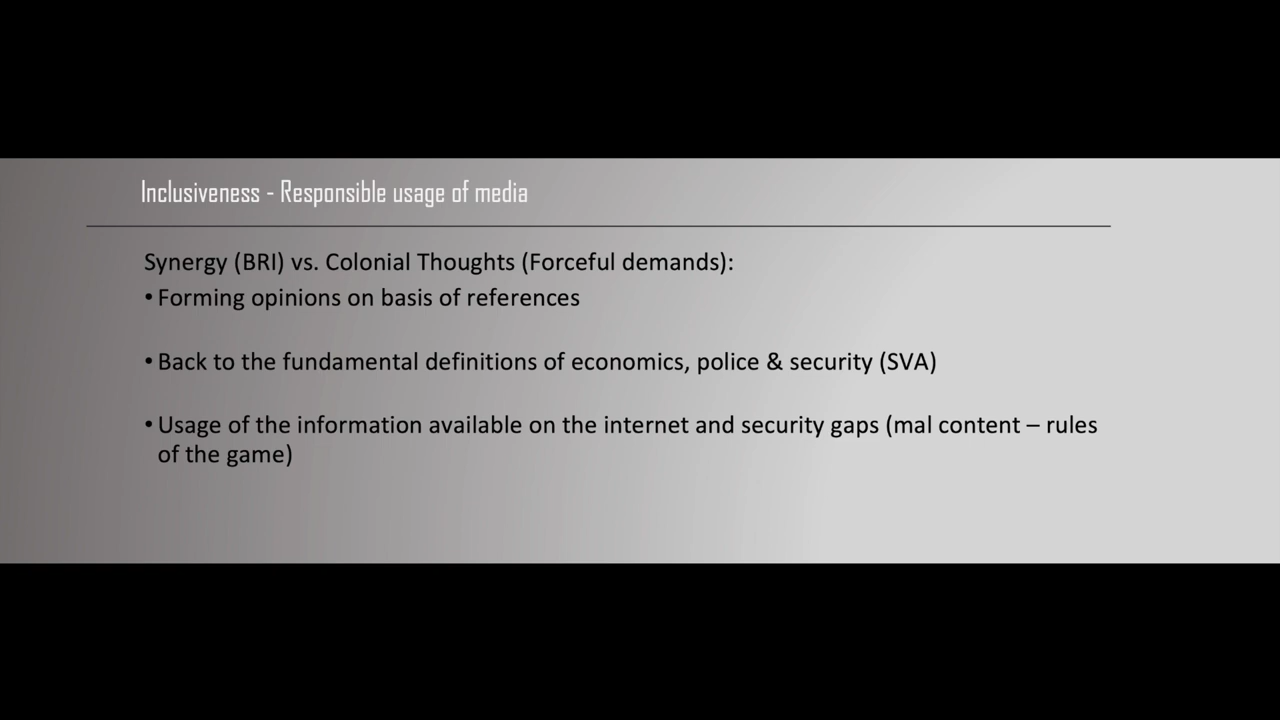 Inclusiveness - Responsible usage of media
Synergy (BRI) vs. Colonial Thoughts (Forceful demands):
• Forming opinions on basis of references
• Back to the fundamental definitions of economics, police & security (SVA)
• Usage of the information available on the internet and security gaps (mal content – rules
of the game)